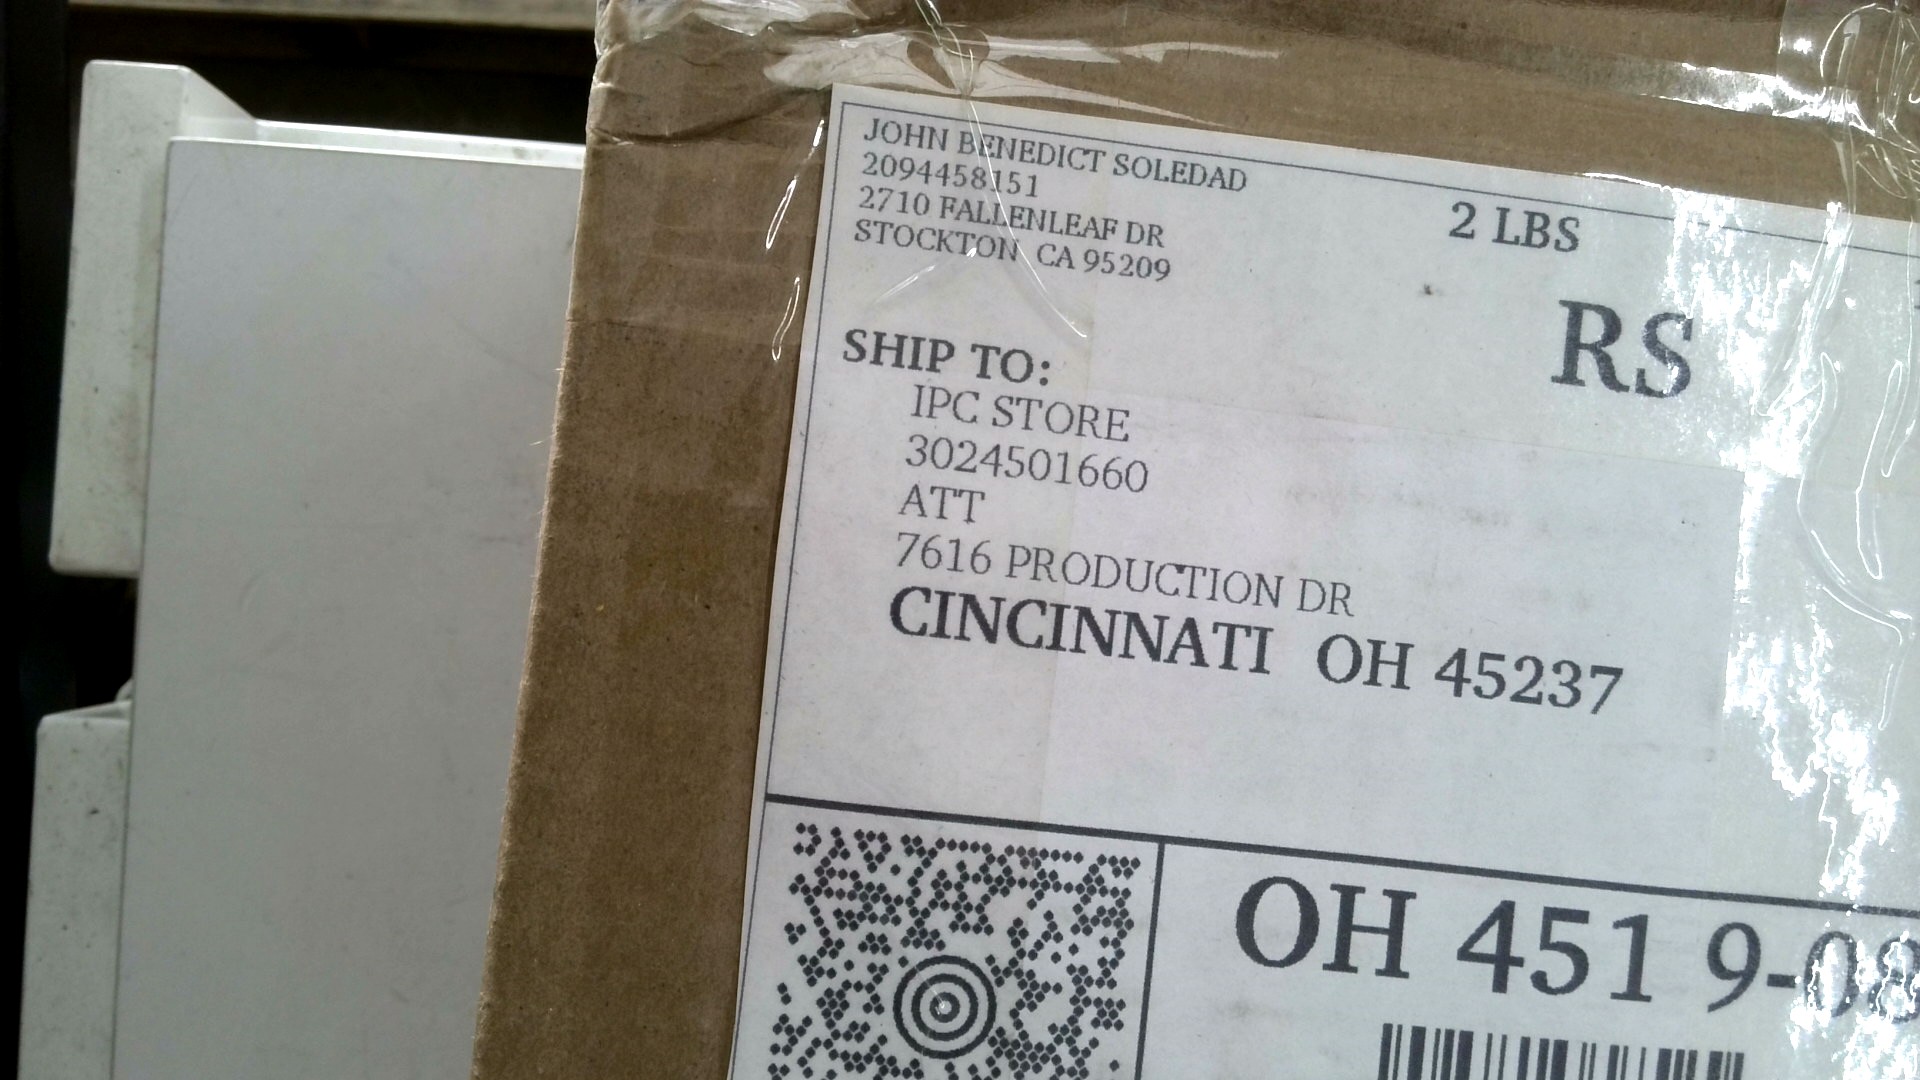 JOHN BENEDICT SOLEDAD
2094458151
2710 FALLENLEAF DR
STOCKTON CA 95209
2 LBS
RS
SHIP TO:
IPC STORE
3024501660
ATT
7616 PRODUCTION DR
CINCINNATI OH 45237
OH 451 9-08